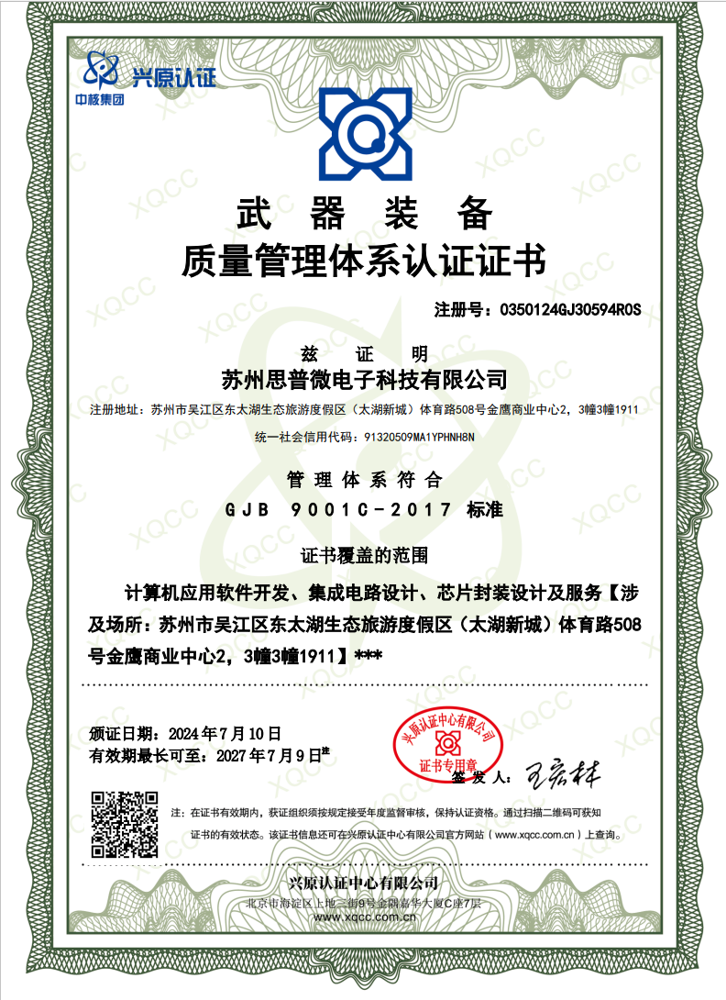 中核集团
兴原认证
武器装备
质量管理体系认证证书
注册号：0350124GJ30594R0S
兹证明
苏州思普微电子科技有限公司
注册地址：苏州市吴江区东太湖生态旅游度假区（太湖新城）体育路508号金鹰商业中心2，3幢3幢1911
统一社会信用代码：91320509MA1YPHNH8N
管理体系符合
GJB 9001C-2017 标准
证书覆盖的范围
计算机应用软件开发、集成电路设计、芯片封装设计及服务【涉
及场所：苏州市吴江区东太湖生态旅游度假区（太湖新城）体育路508
号金鹰商业中心2，3幢3幢1911】***
颁证日期：2024年7月10日
有效期最长可至：2027年7月9日注
兴原认证中心有限公司
证书专用章
签发人：王宏林
注：在证书有效期内，获证组织须按规定接受年度监督审核，保持认证资格。通过扫描二维码可获知
证书的有效状态。该证书信息还可在兴原认证中心有限公司官方网站（www.xqcc.com.cn）上查询。
兴原认证中心有限公司
北京市海淀区上地三街9号金隅嘉华大厦C座7层
www.xqcc.com.cn
XQCC